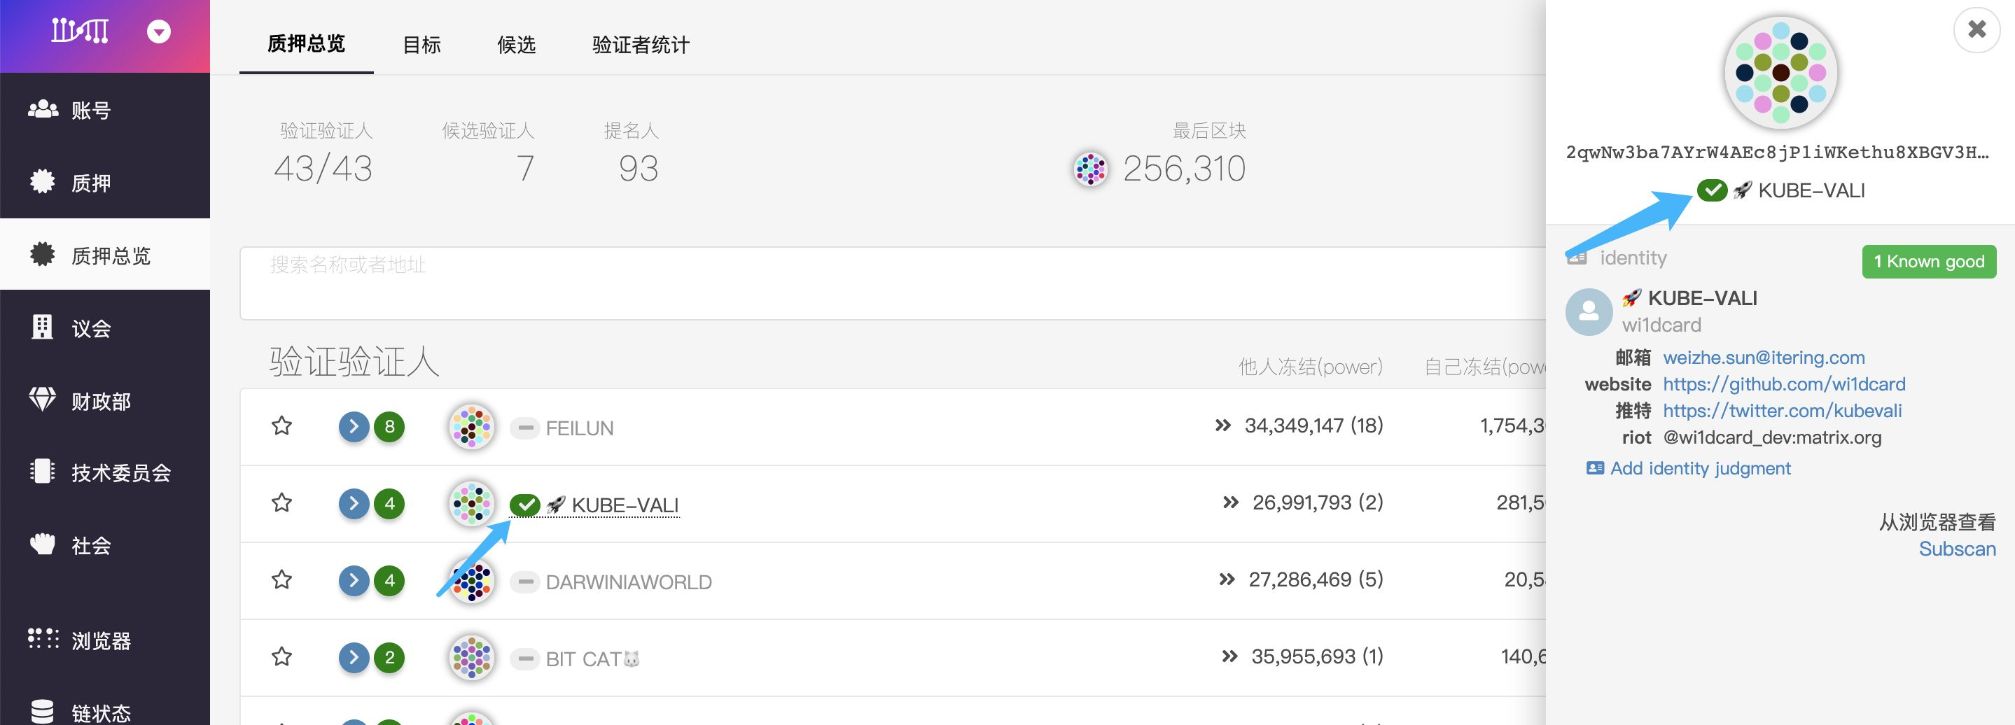 账号
质押
质押总览
议会
财政部
技术委员会
社会
浏览器
链状态
质押总览 目标 候选 验证者统计
验证验证人 候选验证人 提名人 最后区块
43/43 7 93 256,310
搜索名称或者地址
验证验证人 他人冻结(power) 自己冻结(pow
8 FEILUN 34,349,147 (18) 1,754,3
4 KUBE-VALI 26,991,793 (2) 281,5
4 DARWINIAWORLD 27,286,469 (5) 20,5
2 BIT CAT 35,955,693 (1) 140,6
2qwNw3ba7AYrW4AEc8jP1iWKethu8XBGV3H…
KUBE-VALI
identity 1 Known good
KUBE-VALI
wi1dcard
邮箱 weizhe.sun@itering.com
website https://github.com/wi1dcard
推特 https://twitter.com/kubevali
riot @wi1dcard_dev:matrix.org
Add identity judgment
从浏览器查看
Subscan